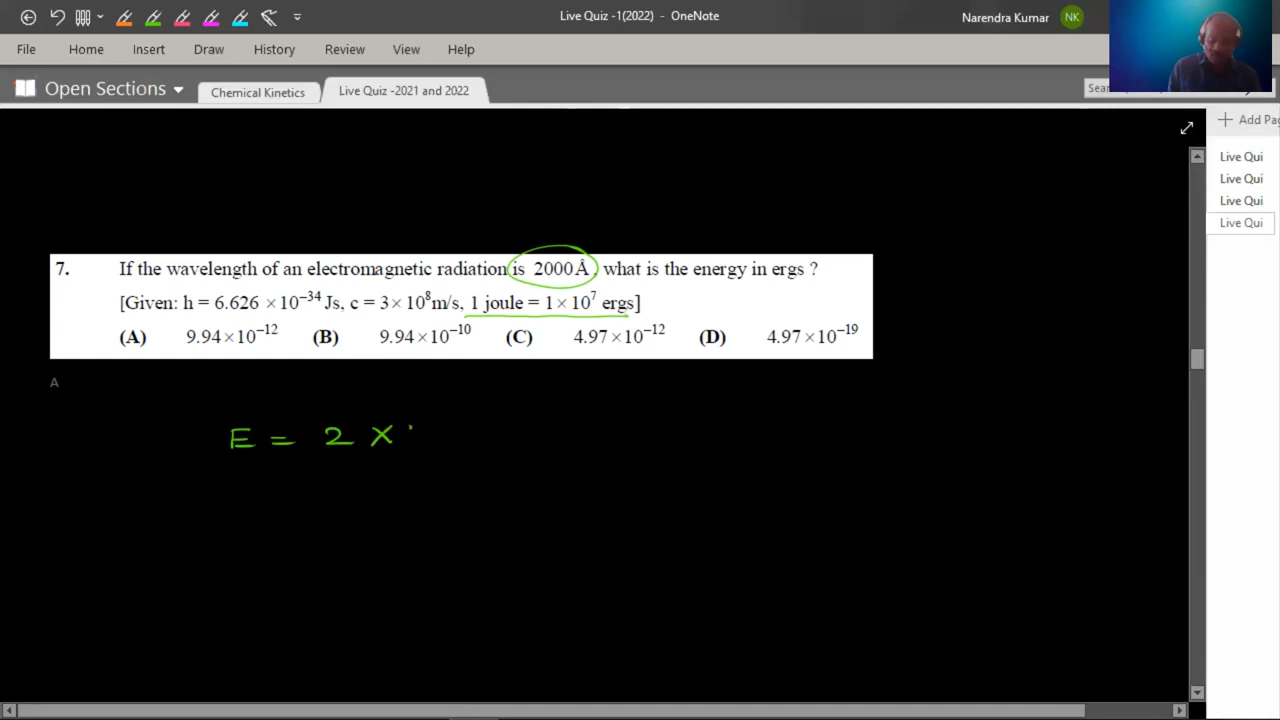 Live Quiz -1(2022) - OneNote
Narendra Kumar NK
File Home Insert Draw History Review View Help
Open Sections Chemical Kinetics Live Quiz -2021 and 2022
Add Pag
Live Qui
Live Qui
Live Qui
Live Qui
7. If the wavelength of an electromagnetic radiation is 2000Å, what is the energy in ergs ?
[Given: h = 6.626 ×10⁻³⁴ Js, c = 3×10⁸m/s, 1 joule = 1×10⁷ ergs]
(A) 9.94×10⁻¹² (B) 9.94×10⁻¹⁰ (C) 4.97×10⁻¹² (D) 4.97×10⁻¹⁹
A
E = 2 ×